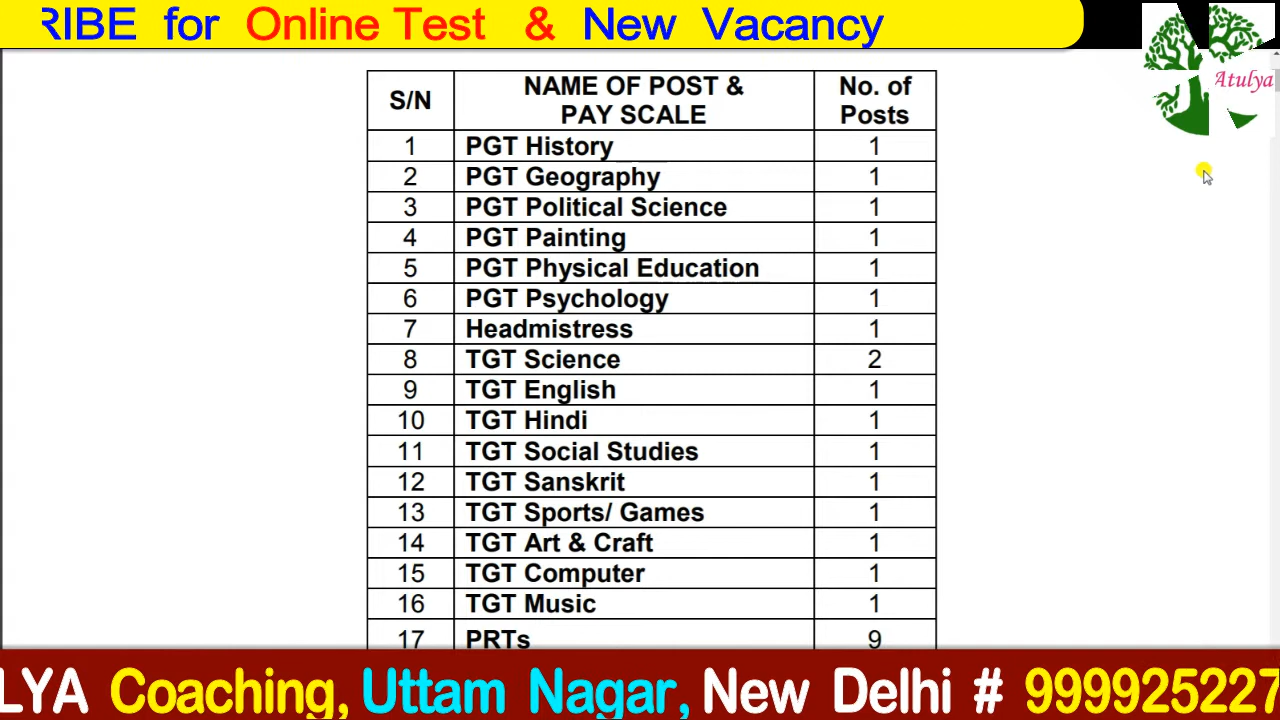 RIBE for Online Test & New Vacancy
Atulya
S/N NAME OF POST & PAY SCALE No. of Posts
1 PGT History 1
2 PGT Geography 1
3 PGT Political Science 1
4 PGT Painting 1
5 PGT Physical Education 1
6 PGT Psychology 1
7 Headmistress 1
8 TGT Science 2
9 TGT English 1
10 TGT Hindi 1
11 TGT Social Studies 1
12 TGT Sanskrit 1
13 TGT Sports/ Games 1
14 TGT Art & Craft 1
15 TGT Computer 1
16 TGT Music 1
17 PRTs 9
LYA Coaching, Uttam Nagar, New Delhi # 999925227